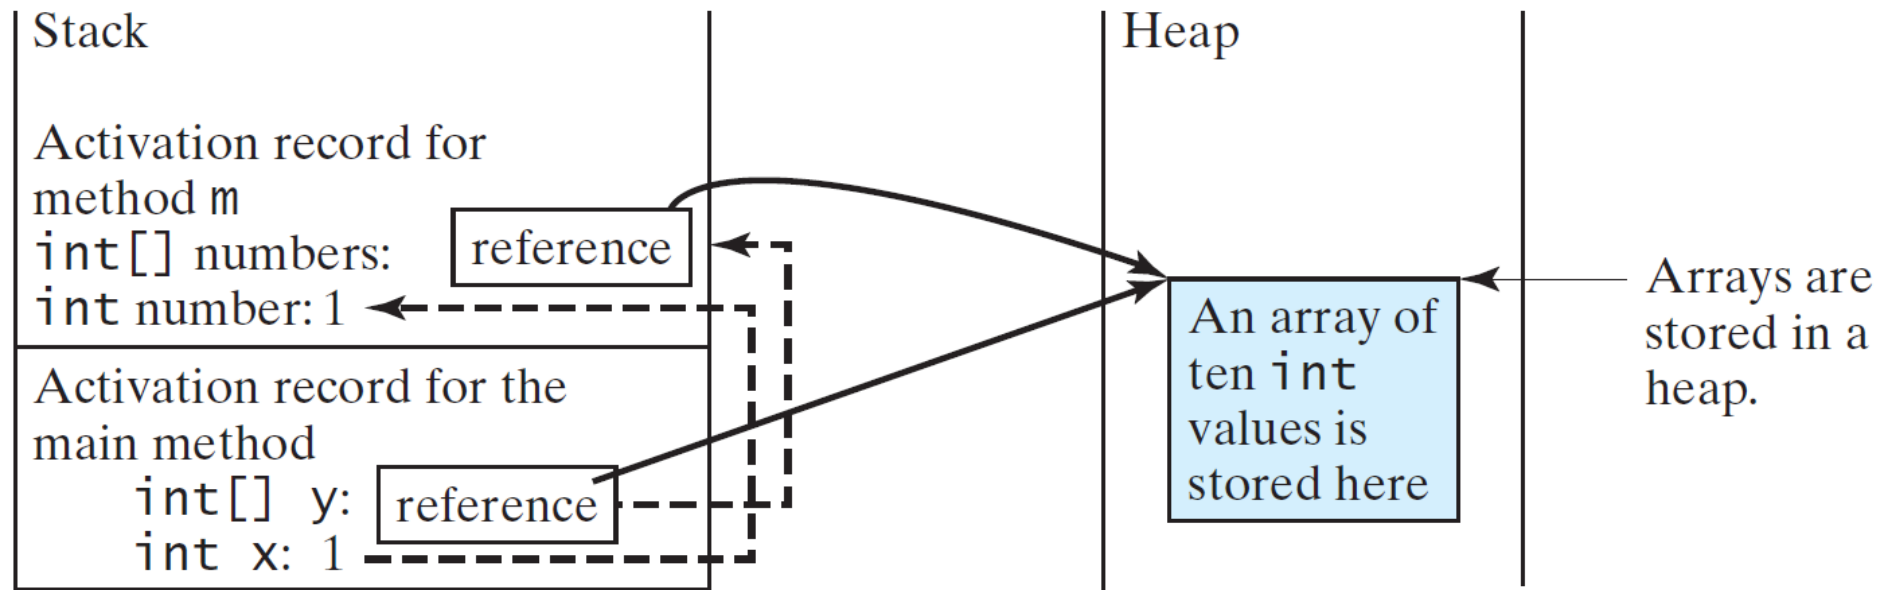 Stack
Activation record for
method m
int[] numbers:
reference
int number: 1
Activation record for the
main method
int[] y:
reference
int x: 1
Heap
An array of
ten int
values is
stored here
Arrays are
stored in a
heap.